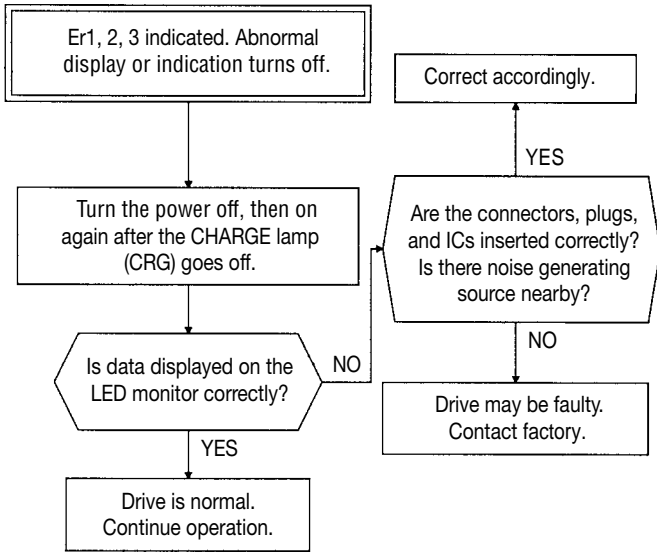 Er1, 2, 3 indicated. Abnormal
display or indication turns off.
Turn the power off, then on
again after the CHARGE lamp
(CRG) goes off.
Is data displayed on the
LED monitor correctly?
NO
YES
Drive is normal.
Continue operation.
Correct accordingly.
YES
Are the connectors, plugs,
and ICs inserted correctly?
Is there noise generating
source nearby?
NO
Drive may be faulty.
Contact factory.